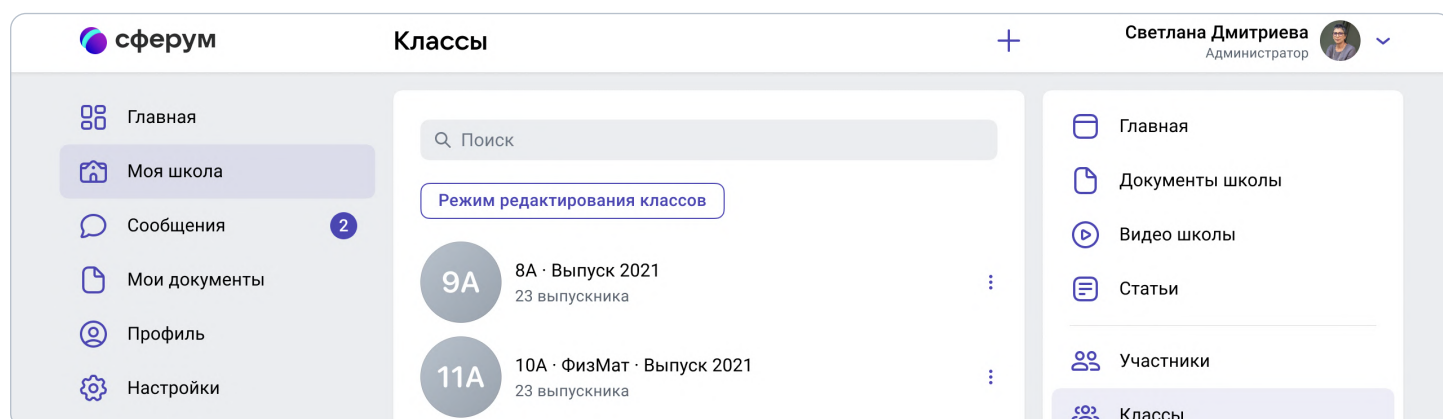 сферум
Классы
Светлана Дмитриева
Администратор
Главная
Моя школа
Сообщения
2
Мои документы
Профиль
Настройки
Поиск
Режим редактирования классов
9А
8А · Выпуск 2021
23 выпускника
11А
10А · ФизМат · Выпуск 2021
23 выпускника
Главная
Документы школы
Видео школы
Статьи
Участники
Классы